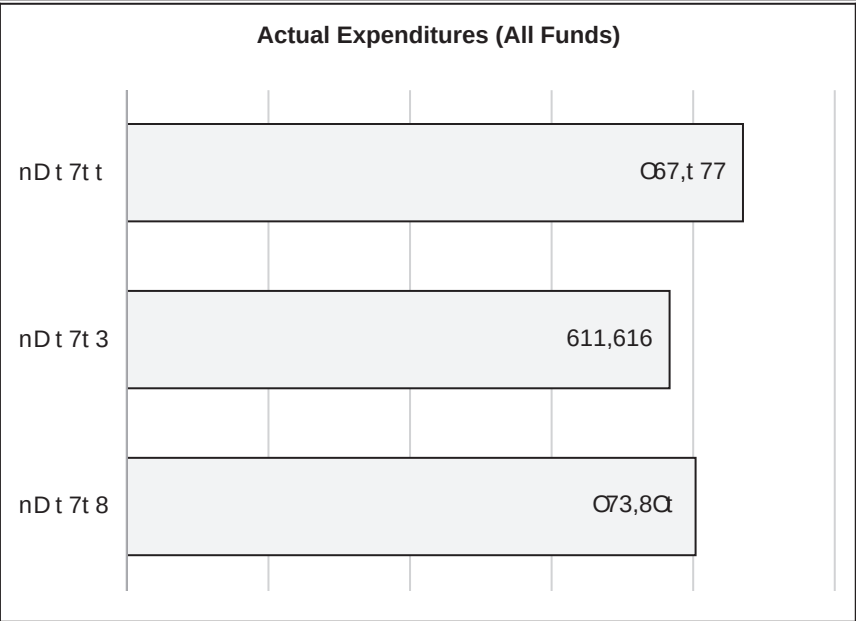 Actual Expenditures (All Funds)
nD t 7t t
O67,t 77
nD t 7t 3
611,616
nD t 7t 8
O73,8Ot